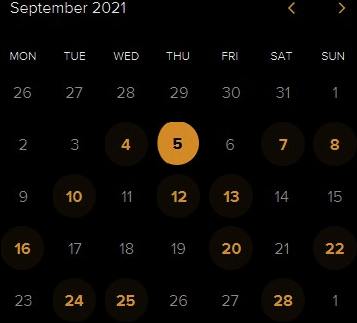 September 2021
MON TUE WED THU FRI SAT SUN
26 27 28 29 30 31 1
2 3 4 5 6 7 8
9 10 11 12 13 14 15
16 17 18 19 20 21 22
23 24 25 26 27 28 1